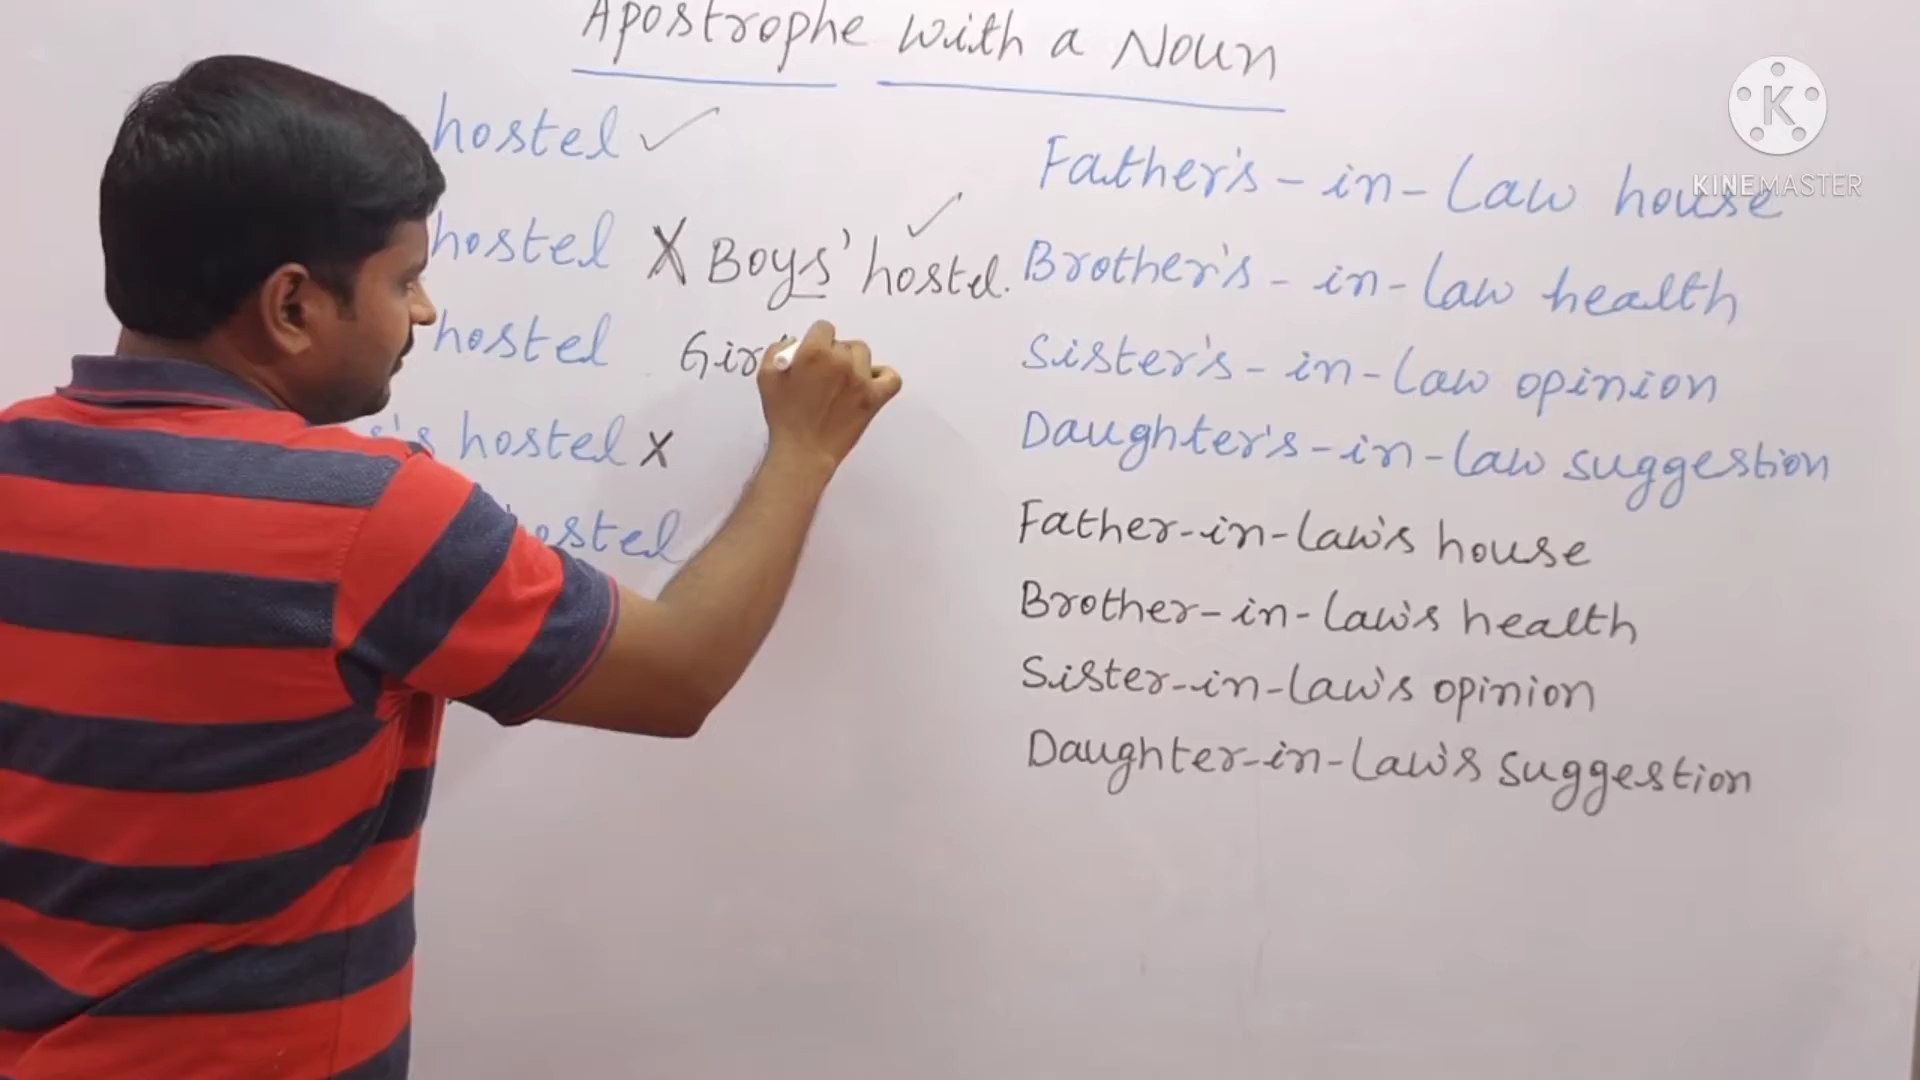 Apostrophe with a Noun
hostel ✓
hostel X Boys' hostel. ✓
hostel
's hostel x
hostel
Father's-in-Law house
Brother's-in-law health
Sister's-in-Law opinion
Daughter's-in-law suggestion
Father-in-law's house
Brother-in-law's health
Sister-in-law's opinion
Daughter-in-law's suggestion
K
KINEMASTER